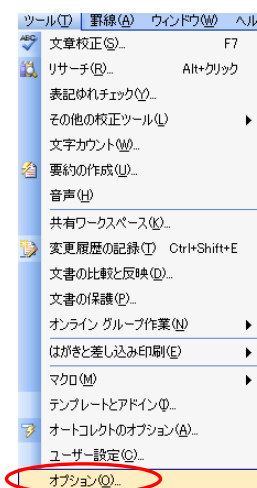 ツール(T) 罫線(A) ウィンドウ(W) ヘル
文章校正(S)... F7
リサーチ(R)... Alt+クリック
表記ゆれチェック(Y)...
その他の校正ツール(L)
文字カウント(W)...
要約の作成(U)...
音声(H)
共有ワークスペース(K)...
変更履歴の記録(T) Ctrl+Shift+E
文書の比較と反映(D)...
文書の保護(P)...
オンライン グループ作業(N)
はがきと差し込み印刷(E)
マクロ(M)
テンプレートとアドイン(I)...
オートコレクトのオプション(A)...
ユーザー設定(C)...
オプション(O)...